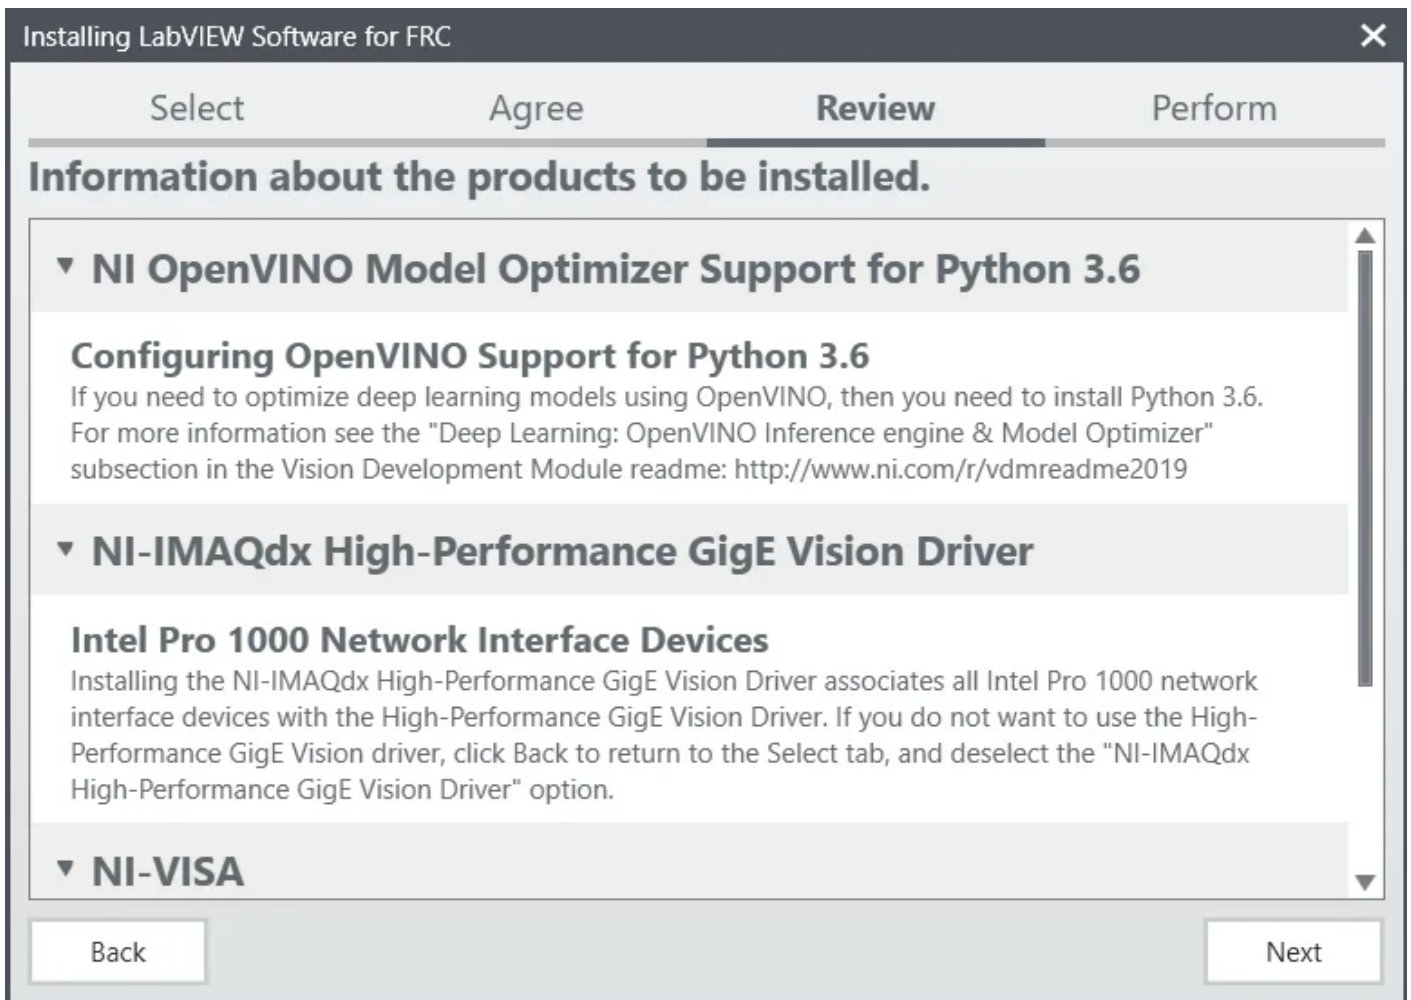 Installing LabVIEW Software for FRC
Select
Agree
Review
Perform
Information about the products to be installed.
NI OpenVINO Model Optimizer Support for Python 3.6
Configuring OpenVINO Support for Python 3.6
If you need to optimize deep learning models using OpenVINO, then you need to install Python 3.6.
For more information see the "Deep Learning: OpenVINO Inference engine & Model Optimizer"
subsection in the Vision Development Module readme: http://www.ni.com/r/vdmreadme2019
NI-IMAQdx High-Performance GigE Vision Driver
Intel Pro 1000 Network Interface Devices
Installing the NI-IMAQdx High-Performance GigE Vision Driver associates all Intel Pro 1000 network
interface devices with the High-Performance GigE Vision Driver. If you do not want to use the High-
Performance GigE Vision driver, click Back to return to the Select tab, and deselect the "NI-IMAQdx
High-Performance GigE Vision Driver" option.
NI-VISA
Back
Next